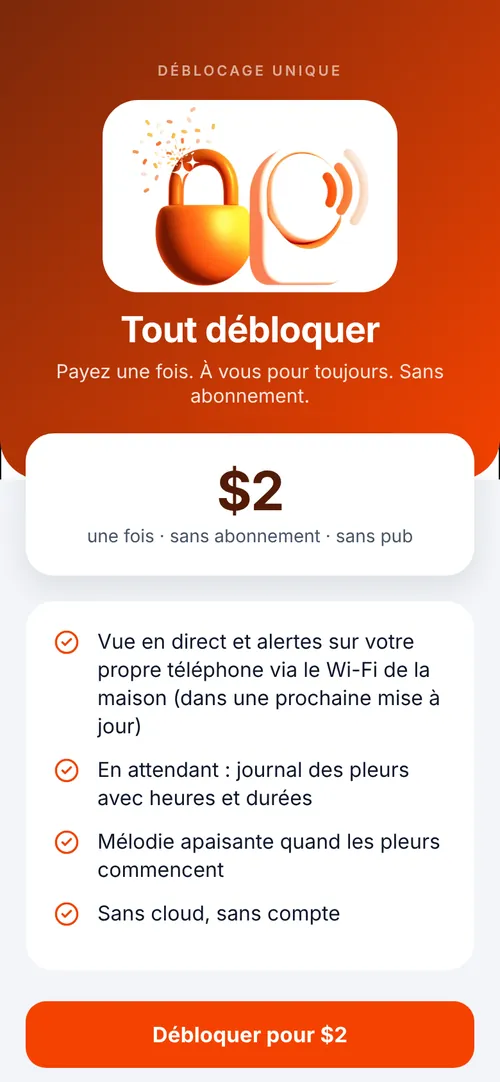 DÉBLOCAGE UNIQUE
Tout débloquer
Payez une fois. À vous pour toujours. Sans
abonnement.
$2
une fois · sans abonnement · sans pub
Vue en direct et alertes sur votre
propre téléphone via le Wi-Fi de la
maison (dans une prochaine mise à
jour)
En attendant : journal des pleurs
avec heures et durées
Mélodie apaisante quand les pleurs
commencent
Sans cloud, sans compte
Débloquer pour $2